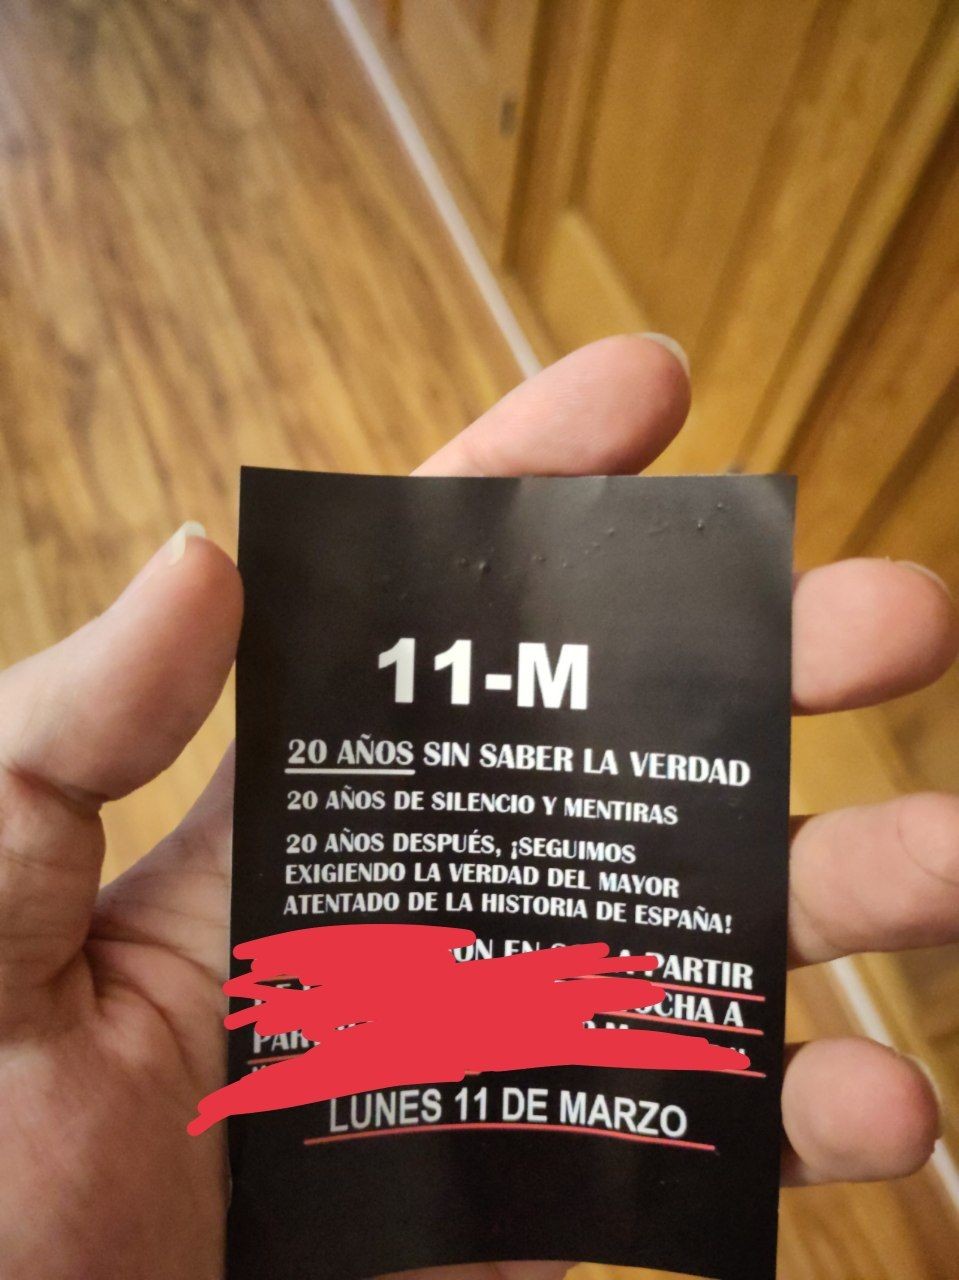 11-M
20 AÑOS SIN SABER LA VERDAD
20 AÑOS DE SILENCIO Y MENTIRAS
20 AÑOS DESPUÉS, ¡SEGUIMOS
EXIGIENDO LA VERDAD DEL MAYOR
ATENTADO DE LA HISTORIA DE ESPAÑA!
EN A PARTIR
A
LUNES 11 DE MARZO